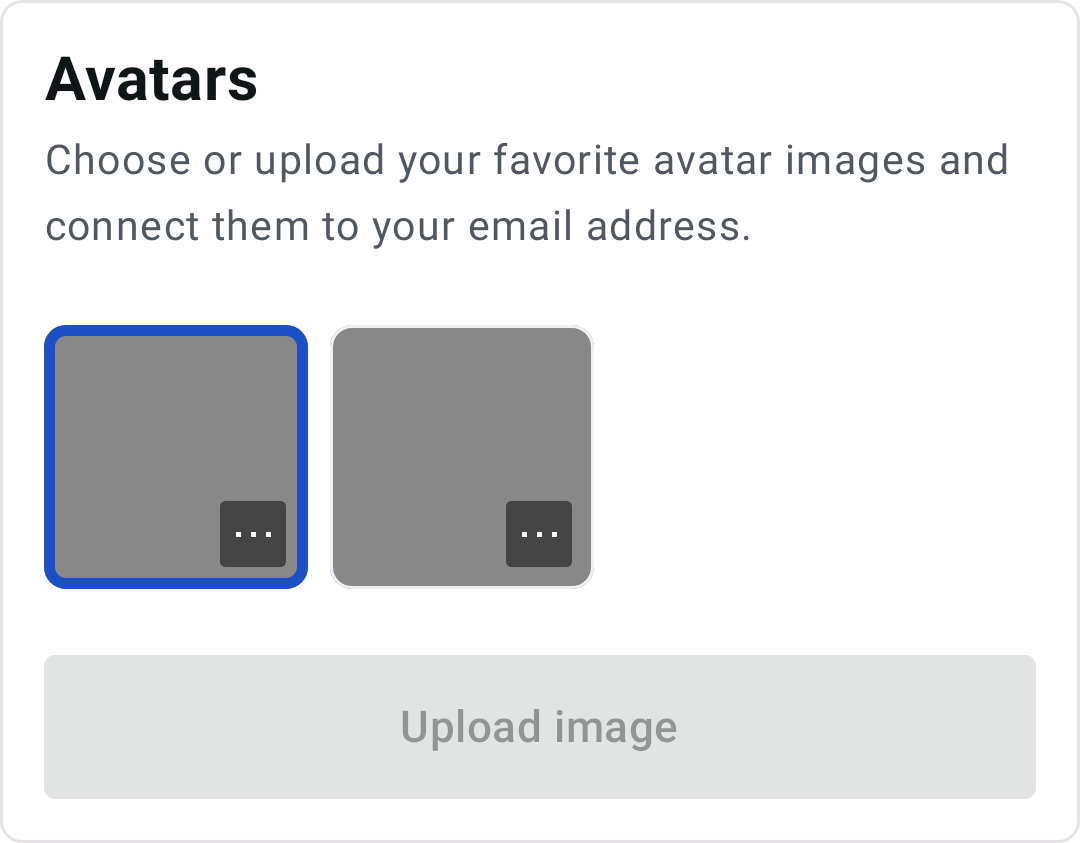 Avatars
Choose or upload your favorite avatar images and
connect them to your email address.
Upload image